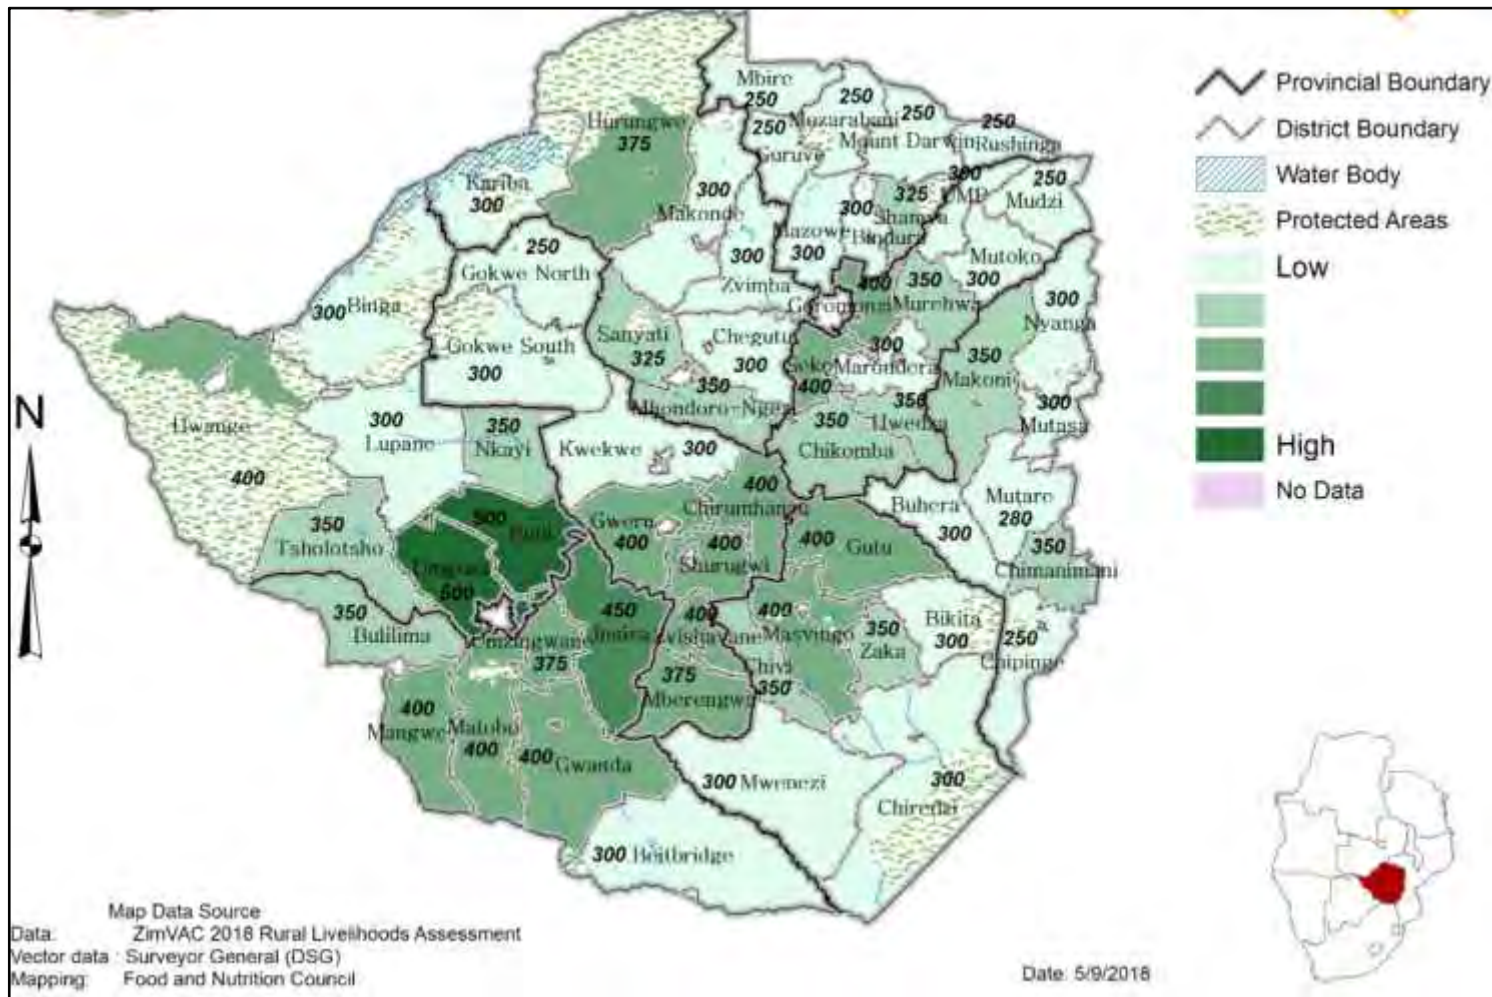 Mbire
250
250
Muzarabani
250
Mount Darwin
250
Rushinga
250
Guruve
Hurungwe
375
Kariba
300
300
Makonde
300
UMP
250
Mudzi
325
Shamva
300
Bindura
Mazowe
300
Mutoko
300
250
Gokwe North
300
Zvimba
400
Goromonzi
350
Murehwa
300
Nyanga
300
Binga
Gokwe South
300
Sanyati
325
Chegutu
300
300
Marondera
Seke
400
350
Makoni
350
Mhondoro-Ngezi
350
Hwedza
350
Chikomba
300
Mutasa
Hwange
400
300
Lupane
350
Nkayi
Kwekwe
300
400
Chirumhanzu
Buhera
300
Mutare
280
350
Chimanimani
350
Tsholotsho
500
Bubi
Umguza
500
Gweru
400
400
Shurugwi
400
Gutu
350
Bulilima
Umzingwane
375
450
Insiza
400
Zvishavane
400
Masvingo
350
Zaka
Bikita
300
250
Chipinge
Chivi
350
375
Mberengwa
400
Mangwe
Matobo
400
400
Gwanda
300 Mwenezi
300
Chiredzi
300 Beitbridge
Provincial Boundary
District Boundary
Water Body
Protected Areas
Low
High
No Data
N
Map Data Source
Data: ZimVAC 2018 Rural Livelihoods Assessment
Vector data : Surveyor General (DSG)
Mapping: Food and Nutrition Council
Date: 5/9/2018